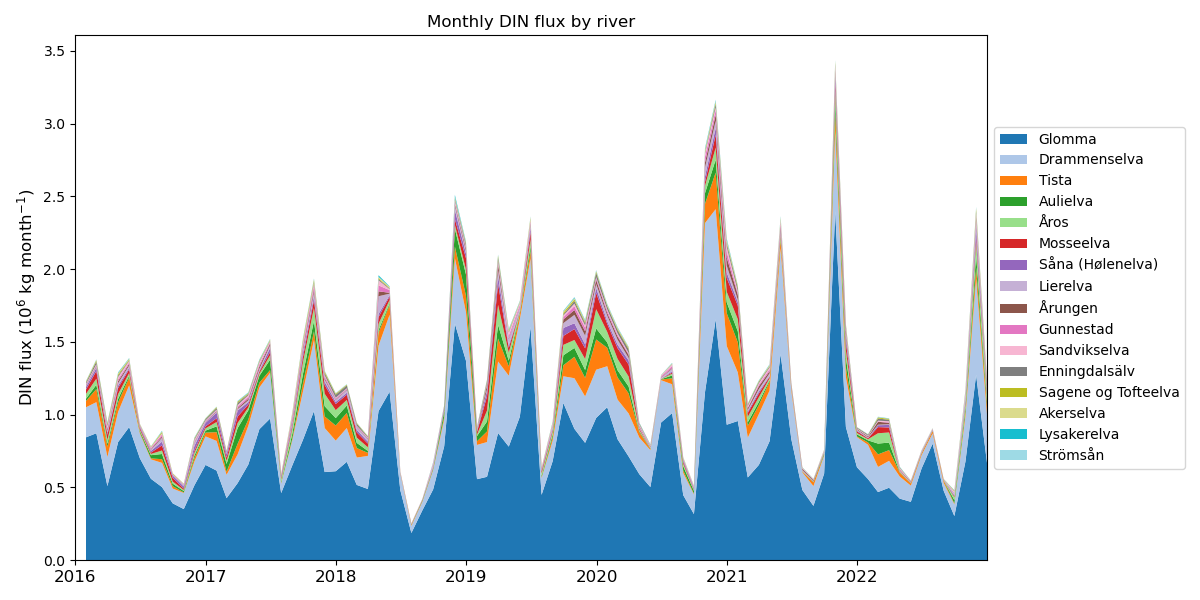 Monthly DIN flux by river
DIN flux (10⁶ kg month⁻¹)
3.5
3.0
2.5
2.0
1.5
1.0
0.5
0.0
2016 2017 2018 2019 2020 2021 2022
Glomma
Drammenselva
Tista
Aulielva
Åros
Mosseelva
Såna (Hølenelva)
Lierelva
Årungen
Gunnestad
Sandvikselva
Enningdalsälv
Sagene og Tofteelva
Akerselva
Lysakerelva
Strömsån